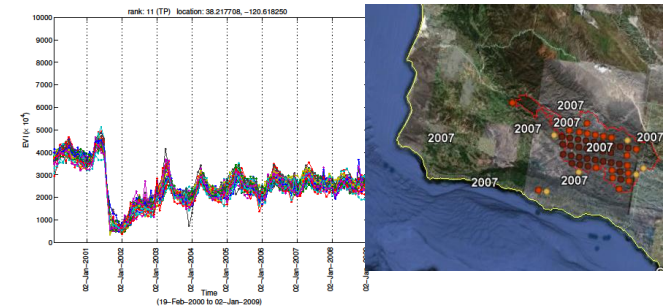 rank: 11 (TP) location: 38.217708, -120.618250
10000
9000
8000
7000
6000
5000
4000
3000
2000
1000
0
EVI (× 10⁴)
02-Jan-2001
02-Jan-2002
02-Jan-2003
02-Jan-2004
02-Jan-2005
02-Jan-2006
02-Jan-2007
02-Jan-2008
Time
(19-Feb-2000 to 02-Jan-2009)
2007
2007
2007
2007
2007
2007
2007